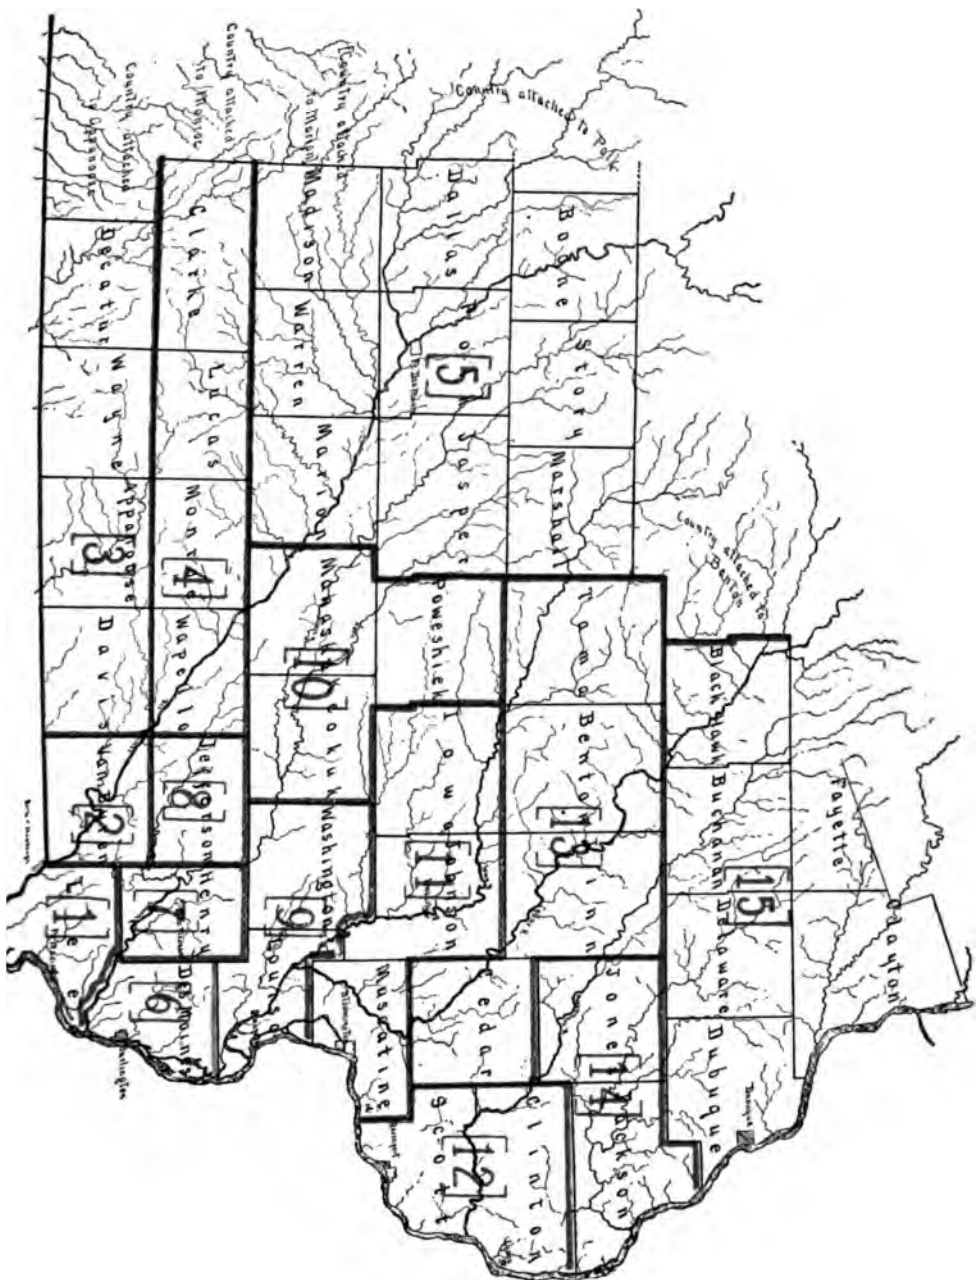 Country attached
to Appanoose
Country attached
to Monroe
Country attached
to Marion
Country attached to Polk
Country attached to
Benton
Boone
Story
Marshall
Dallas
Polk
[5]
Jasper
Madison
Warren
Marion
Clarke
Lucas
Monroe
[4]
Wapello
Decatur
Wayne
Appanoose
[3]
Davis
Van Buren
[2]
Jefferson
[8]
Henry
[7]
Lee
[1]
Des Moines
[6]
Burlington
Mahaska
[10]
Keokuk
Washington
[9]
Louisa
Poweshiek
Iowa
Johnson
[11]
Muscatine
Tama
Benton
[13]
Linn
Cedar
Jones
[14]
Jackson
Clinton
Scott
[12]
Black Hawk
Buchanan
[15]
Delaware
Dubuque
Dubuque
Fayette
Clayton